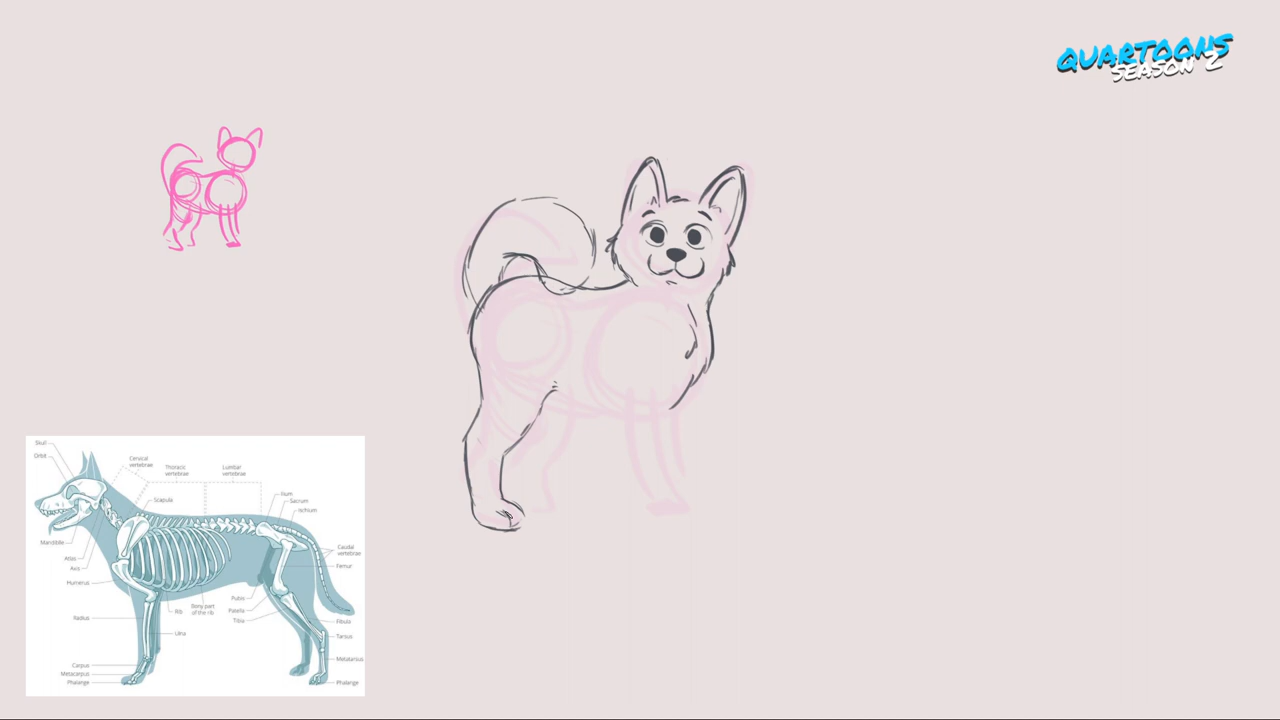 QUARTOONS
SEASON 2
Skull
Orbit
Cervical
vertebrae
Thoracic
vertebrae
Lumbar
vertebrae
Scapula
Ilium
Sacrum
Ischium
Mandible
Atlas
Axis
Caudal
vertebrae
Femur
Humerus
Pubis
Rib
Bony part
of the rib
Patella
Radius
Tibia
Fibula
Ulna
Tarsus
Carpus
Metatarsus
Metacarpus
Phalange
Phalange